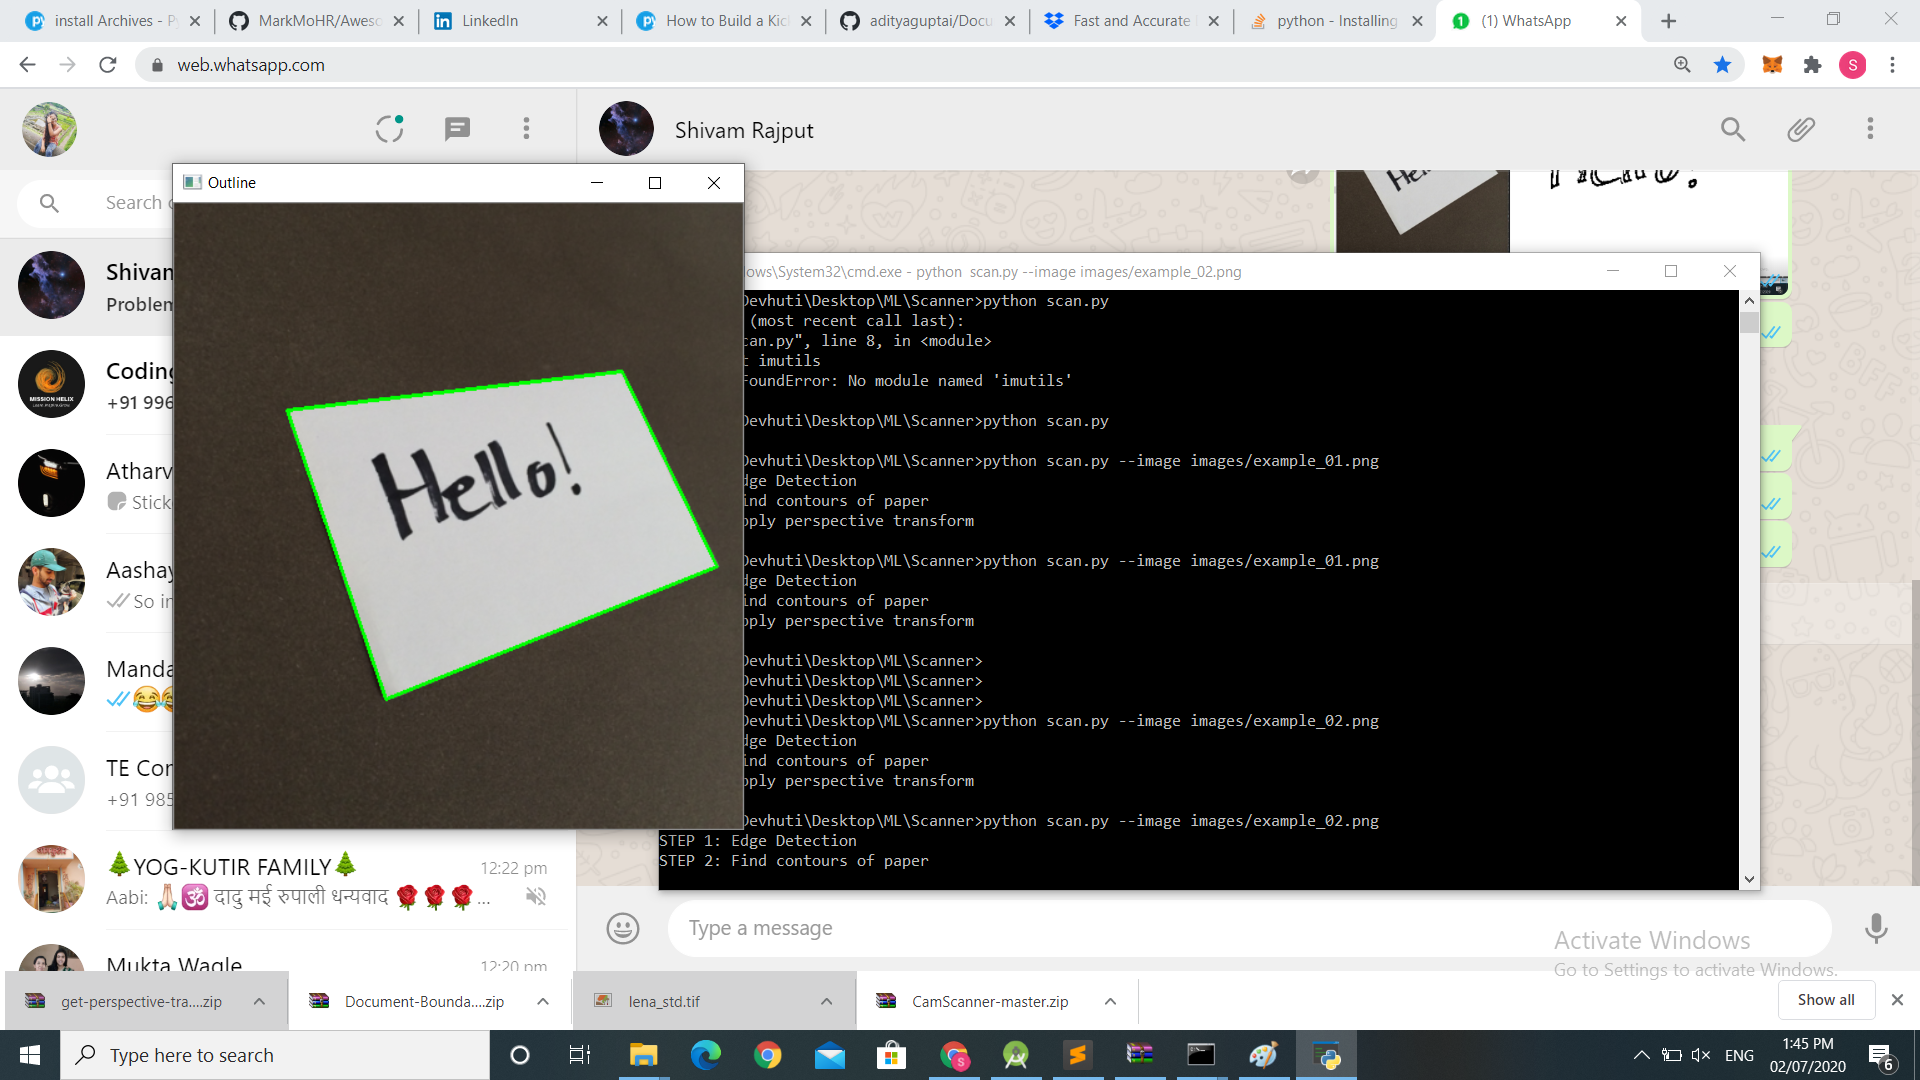 install Archives - P
MarkMoHR/Aweso
LinkedIn
How to Build a Kic
adityaguptai/Docu
Fast and Accurate
python - Installing
(1) WhatsApp
web.whatsapp.com
S
Shivam Rajput
Outline
Search
Hello!
Shivam
Problem
Coding
+91 996
MISSION HELIX
Atharv
Stick
Aashay
So in
Manda
TE Cor
+91 985
🌲YOG-KUTIR FAMILY🌲
12:22 pm
Aabi: 🙏🕉 दादु मई रुपाली धन्यवाद 🌹🌹🌹...
Mukta Wagle
12:20 pm
ows\System32\cmd.exe - python  scan.py --image images/example_02.png
Devhuti\Desktop\ML\Scanner>python scan.py
(most recent call last):
can.py", line 8, in <module>
t imutils
FoundError: No module named 'imutils'
Devhuti\Desktop\ML\Scanner>python scan.py
Devhuti\Desktop\ML\Scanner>python scan.py --image images/example_01.png
dge Detection
ind contours of paper
pply perspective transform
Devhuti\Desktop\ML\Scanner>python scan.py --image images/example_01.png
dge Detection
ind contours of paper
pply perspective transform
Devhuti\Desktop\ML\Scanner>
Devhuti\Desktop\ML\Scanner>
Devhuti\Desktop\ML\Scanner>
Devhuti\Desktop\ML\Scanner>python scan.py --image images/example_02.png
dge Detection
ind contours of paper
pply perspective transform
Devhuti\Desktop\ML\Scanner>python scan.py --image images/example_02.png
STEP 1: Edge Detection
STEP 2: Find contours of paper
Type a message
Activate Windows
Go to Settings to activate Windows.
get-perspective-tra....zip
Document-Bounda....zip
lena_std.tif
CamScanner-master.zip
Show all
Type here to search
ENG
1:45 PM
02/07/2020
6